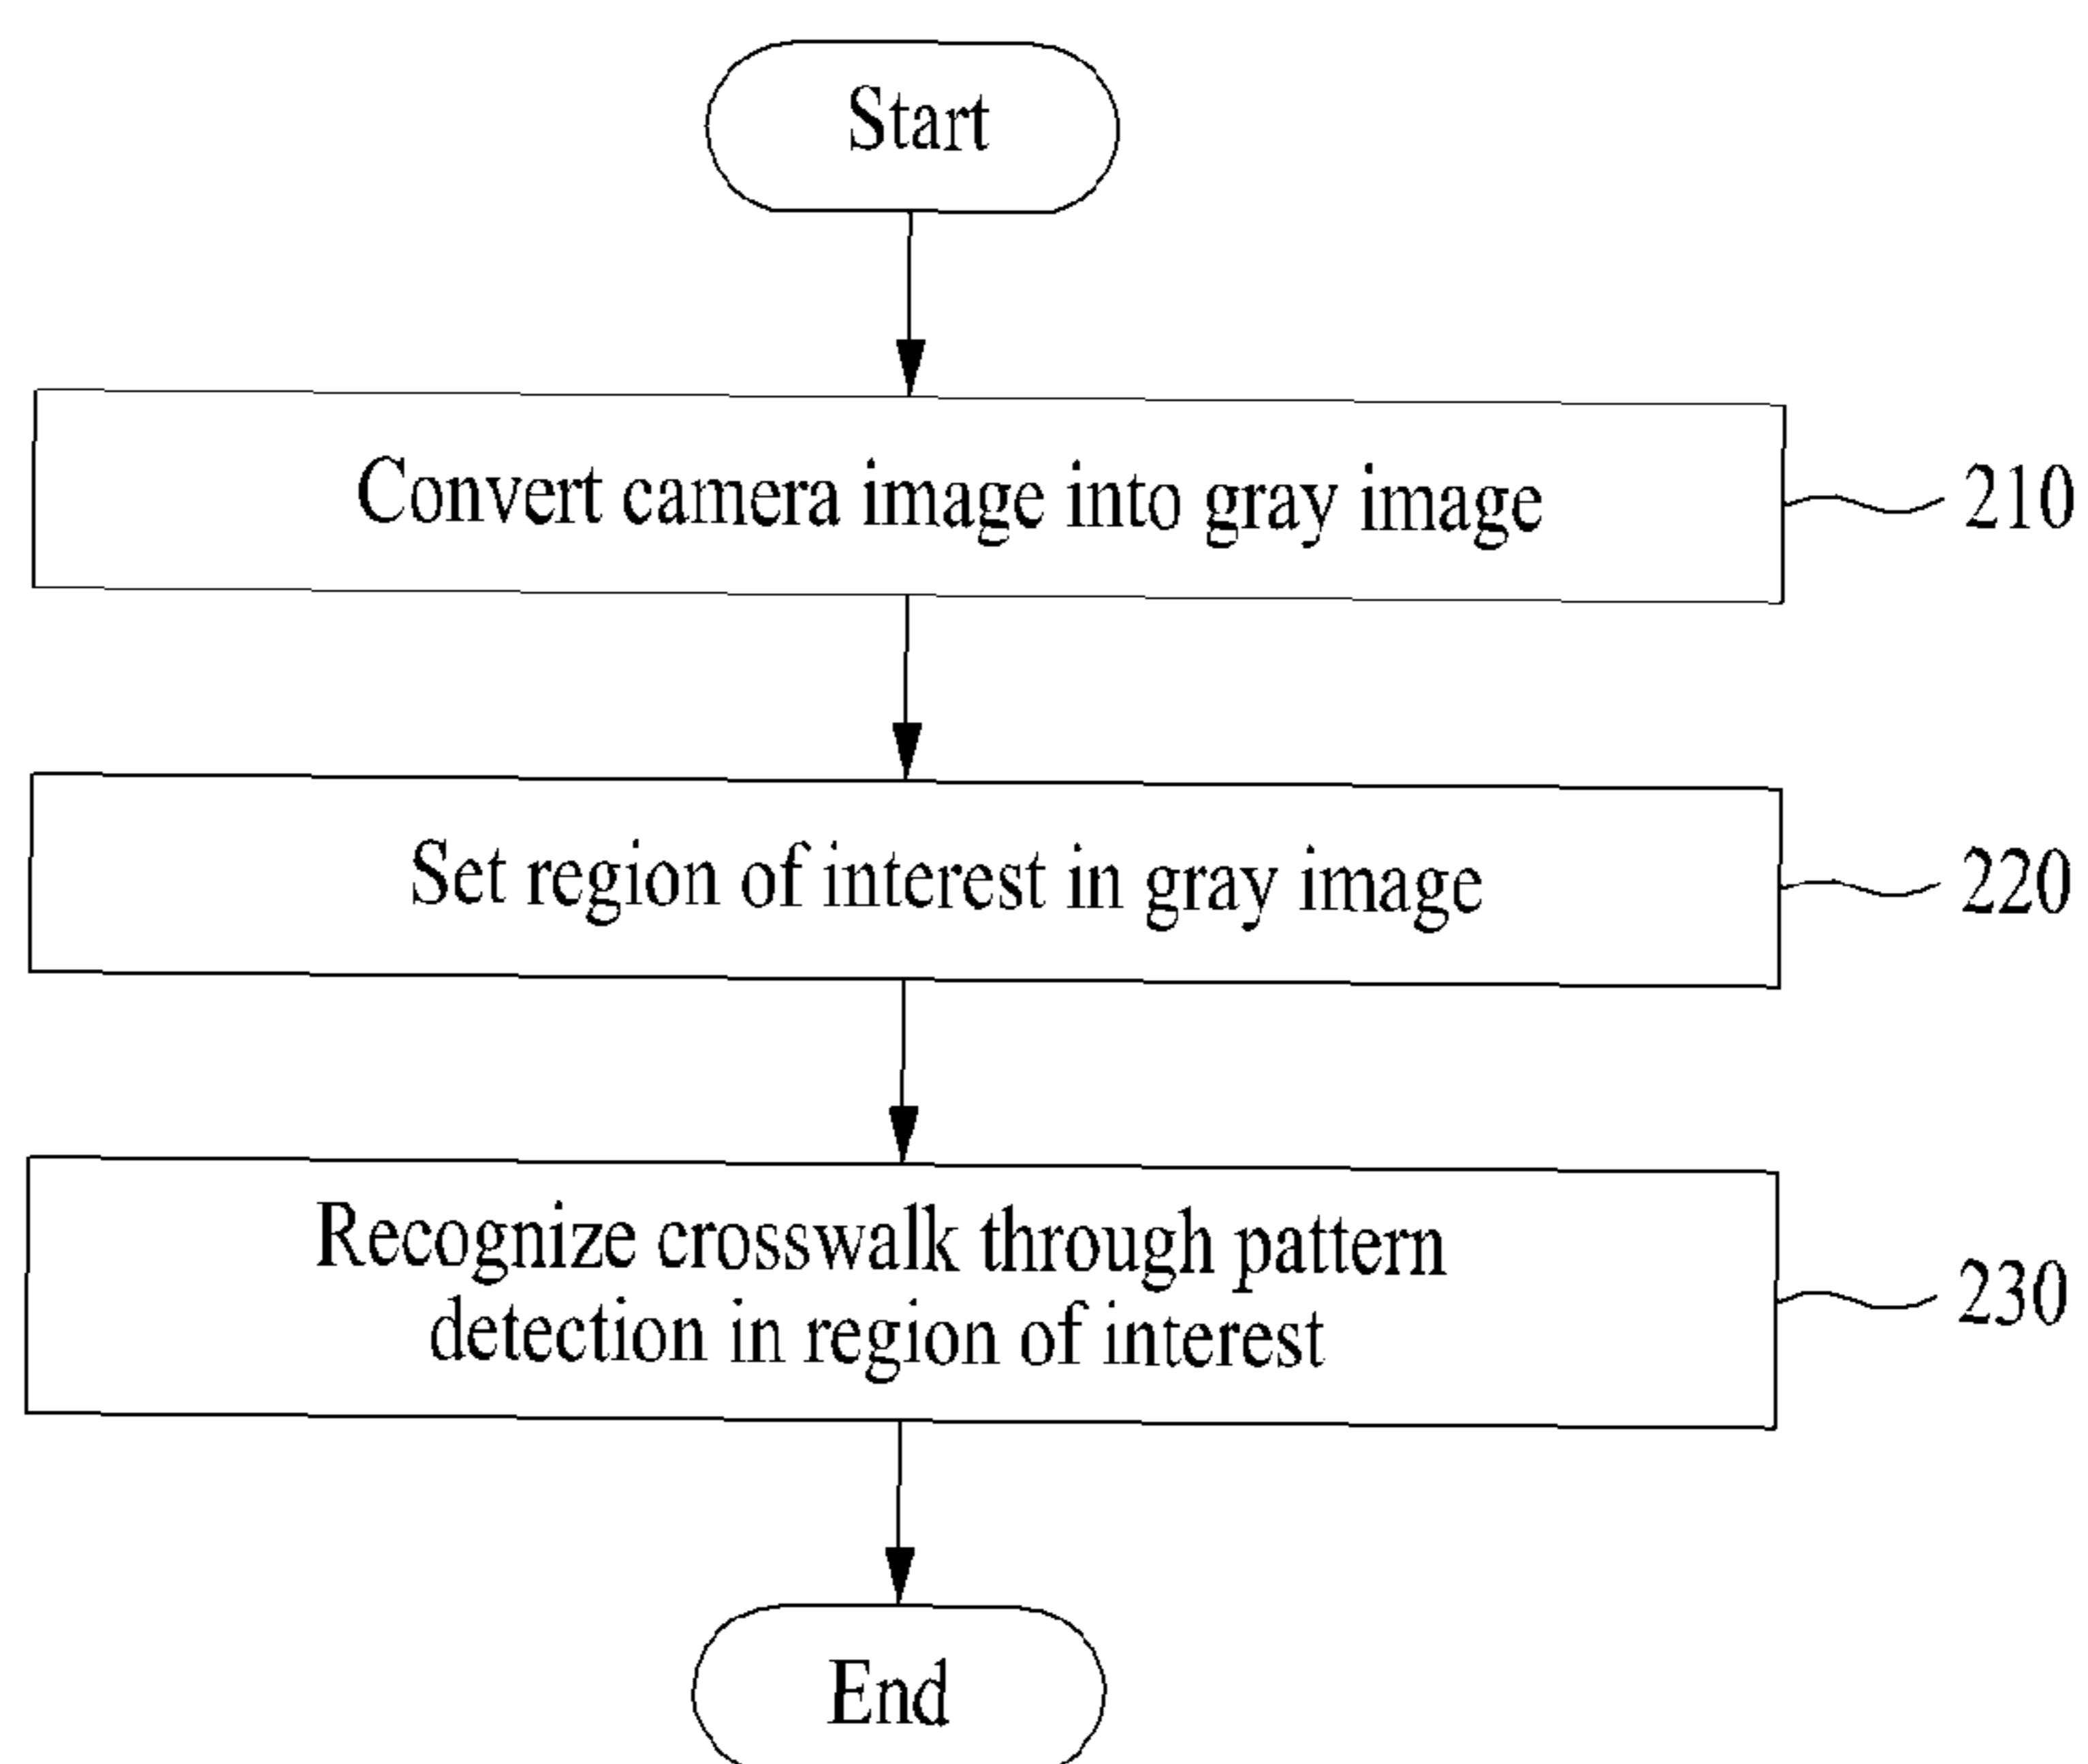 Start
Convert camera image into gray image
210
Set region of interest in gray image
220
Recognize crosswalk through pattern
detection in region of interest
230
End